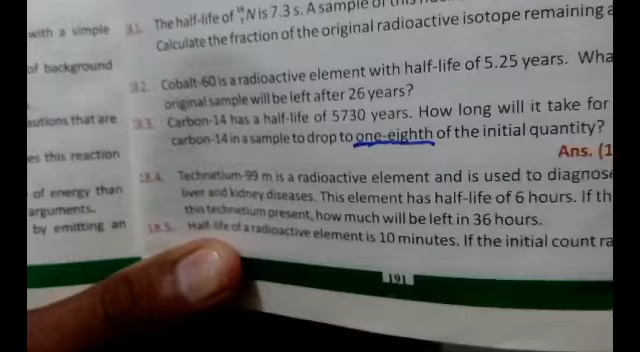 with a simple
of background
that are
es this reaction
of energy than
arguments.
by emitting an
The half-life of N is 7.3 s. A sample of this
Calculate the fraction of the original radioactive isotope remaining a
Cobalt-60 is a radioactive element with half-life of 5.25 years. Wha
original sample will be left after 26 years?
Carbon-14 has a half-life of 5730 years. How long will it take for
carbon-14 in a sample to drop to one-eighth of the initial quantity?
Ans. (1
18.4. Technetium-99 m is a radioactive element and is used to diagnose
liver and kidney diseases. This element has half-life of 6 hours. If th
this technetium present, how much will be left in 36 hours.
18.5. Half-life of a radioactive element is 10 minutes. If the initial count ra
191